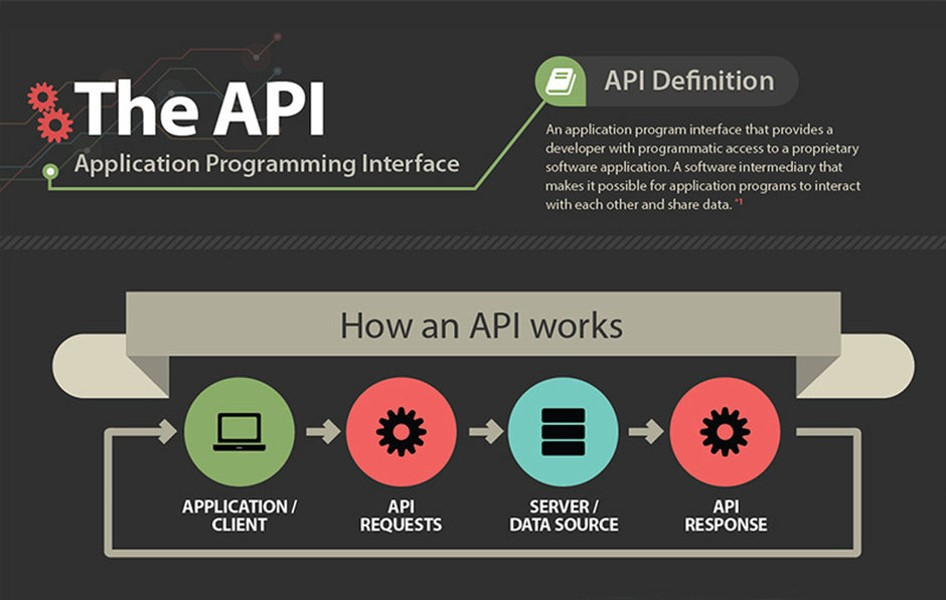 The API
Application Programming Interface
API Definition
An application program interface that provides a
developer with programmatic access to a proprietary
software application. A software intermediary that
makes it possible for application programs to interact
with each other and share data. *1
How an API works
APPLICATION /
CLIENT
API
REQUESTS
SERVER /
DATA SOURCE
API
RESPONSE